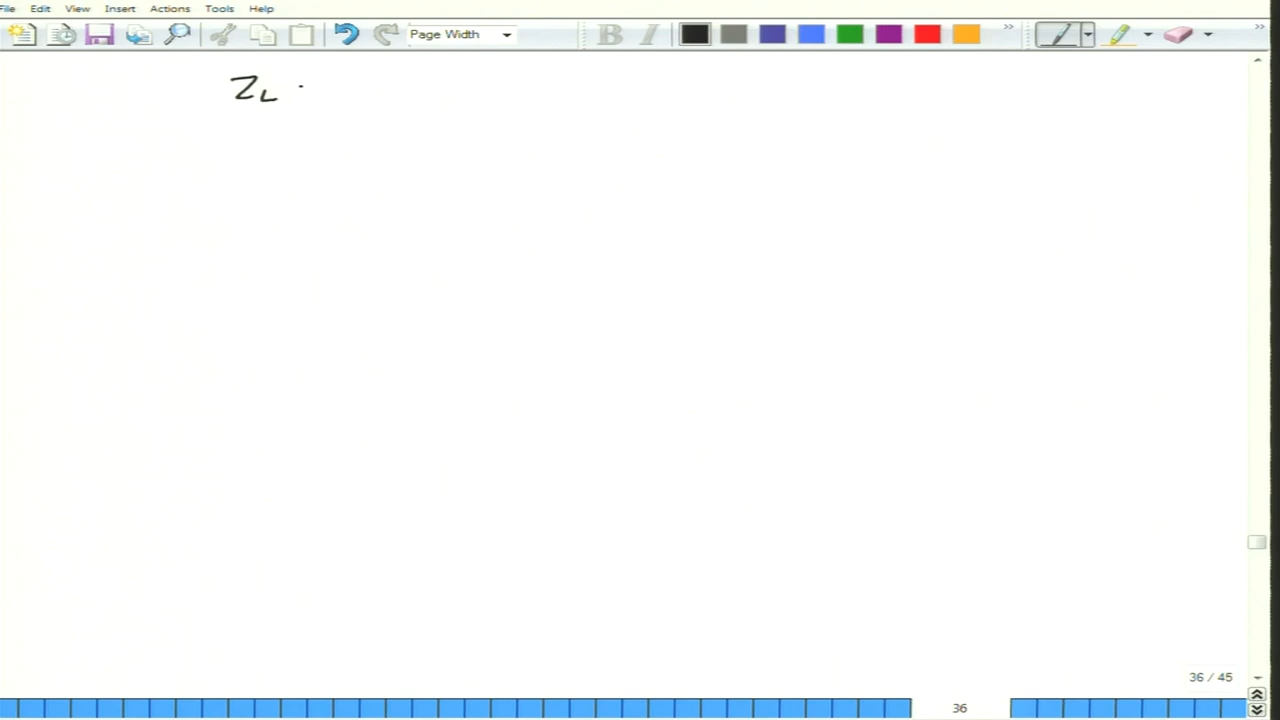 File Edit View Insert Actions Tools Help
Page Width B I
Z_L
36 / 45
36